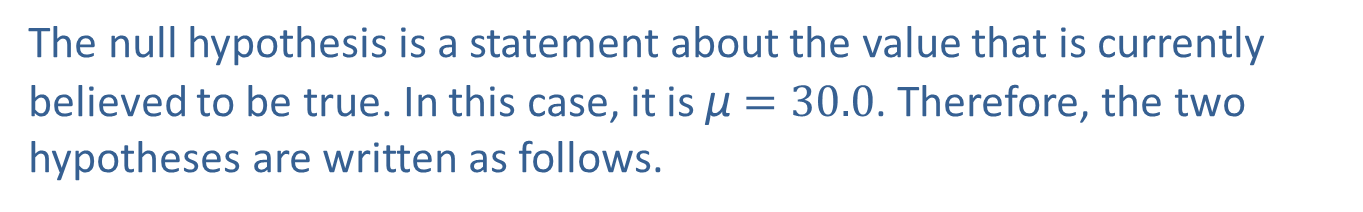 The null hypothesis is a statement about the value that is currently
believed to be true. In this case, it is μ = 30.0. Therefore, the two
hypotheses are written as follows.